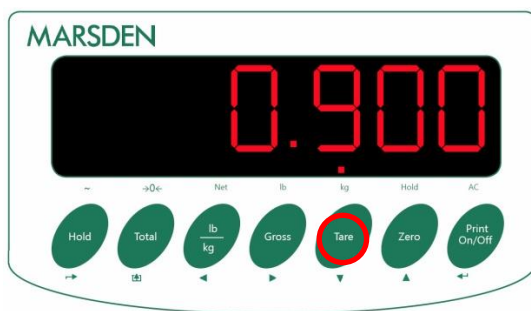 MARSDEN
0.900
~ →0← Net lb kg Hold AC
Hold Total lb/kg Gross Tare Zero Print On/Off